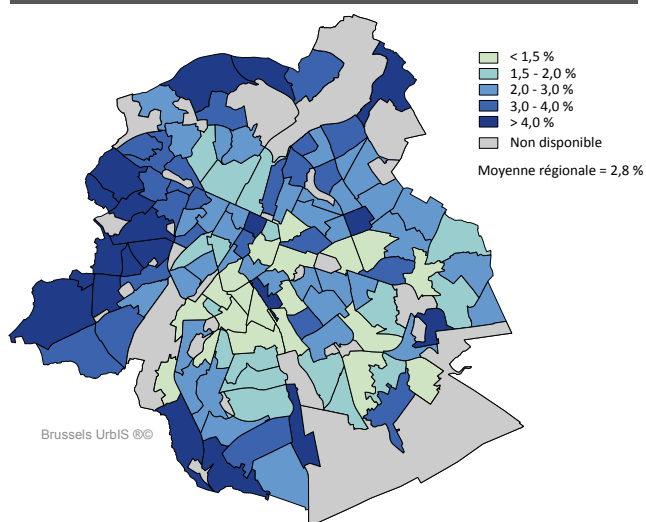 < 1,5 %
1,5 - 2,0 %
2,0 - 3,0 %
3,0 - 4,0 %
> 4,0 %
Non disponible
Moyenne régionale = 2,8 %
Brussels UrbIS ®©